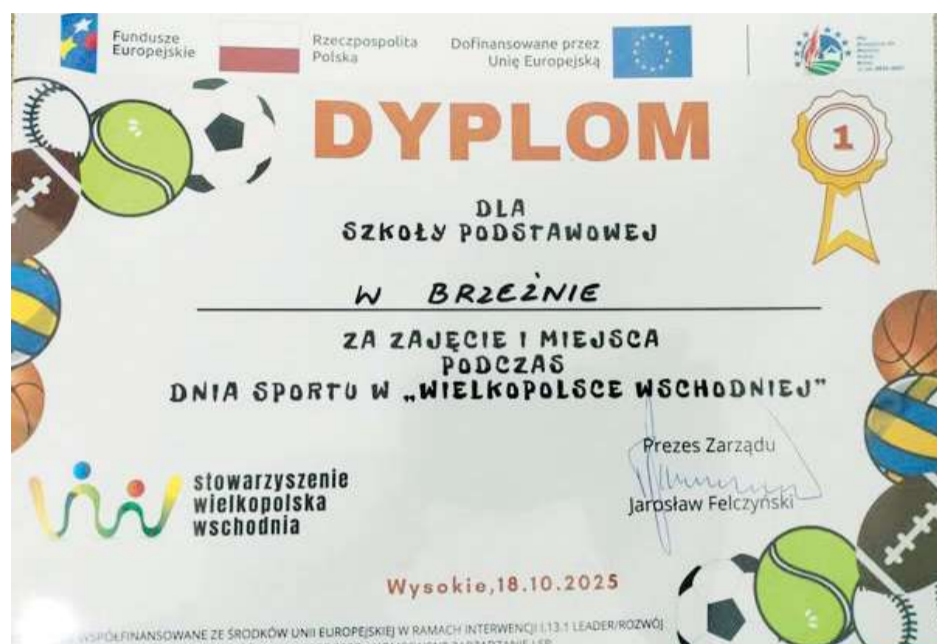 Fundusze
Europejskie
Rzeczpospolita
Polska
Dofinansowane przez
Unię Europejską
DYPLOM
1
DLA
SZKOŁY PODSTAWOWEJ
W BRZEŹNIE
ZA ZAJĘCIE I MIEJSCA
PODCZAS
DNIA SPORTU W „WIELKOPOLSCE WSCHODNIEJ”
Prezes Zarządu
Jarosław Felczyński
stowarzyszenie
wielkopolska
wschodnia
Wysokie,18.10.2025
WSPÓŁFINANSOWANE ZE ŚRODKÓW UNII EUROPEJSKIEJ W RAMACH INTERWENCJI I.13.1 LEADER/ROZWÓJ